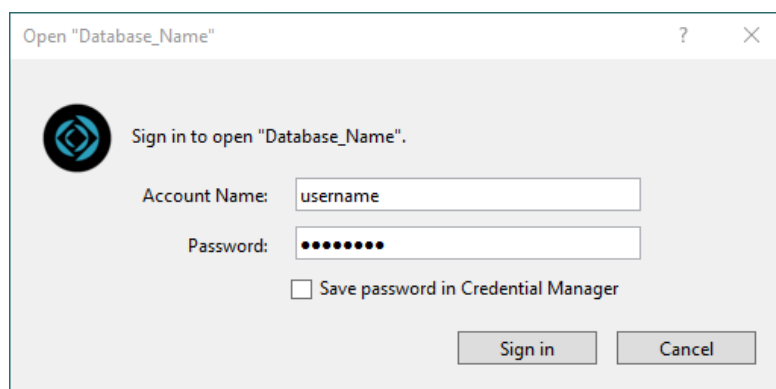 Open "Database_Name"
?
Sign in to open "Database_Name".
Account Name: username
Password: ●●●●●●●●
Save password in Credential Manager
Sign in Cancel